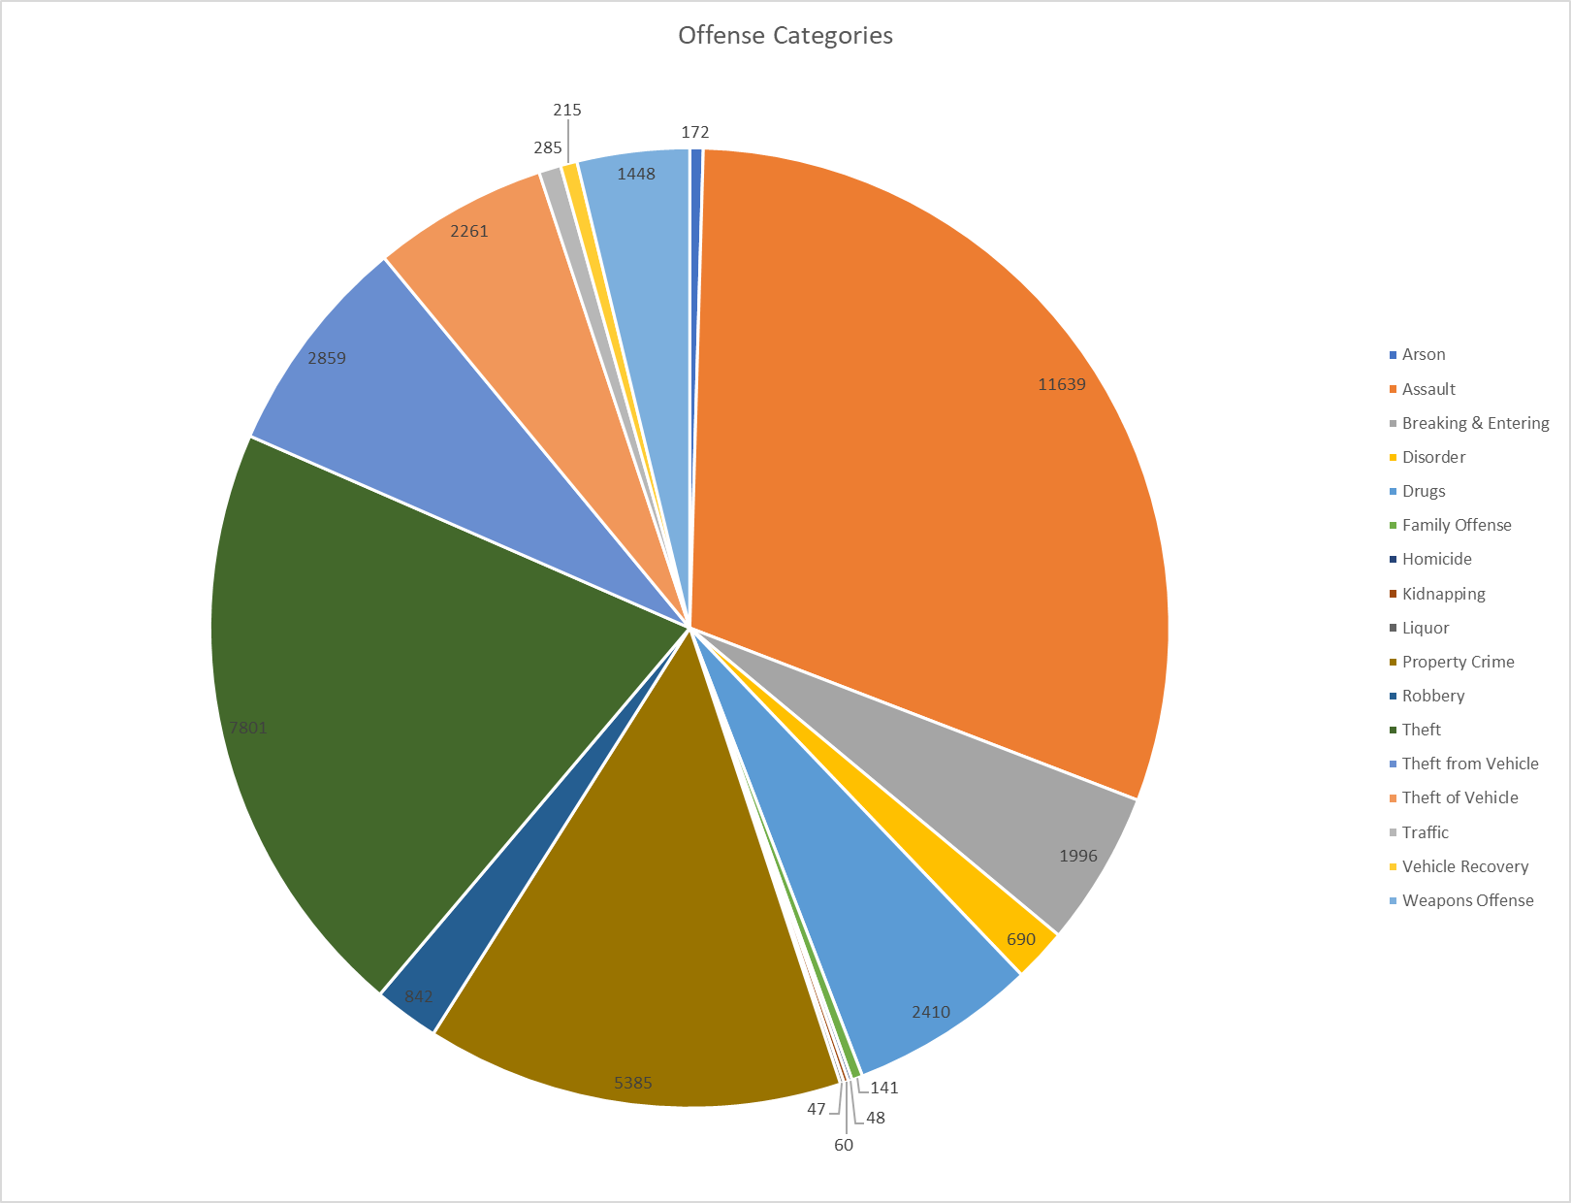 Offense Categories
215
172
285
1448
2261
2859
11639
7801
1996
690
842
2410
5385
141
47
48
60
Arson
Assault
Breaking & Entering
Disorder
Drugs
Family Offense
Homicide
Kidnapping
Liquor
Property Crime
Robbery
Theft
Theft from Vehicle
Theft of Vehicle
Traffic
Vehicle Recovery
Weapons Offense